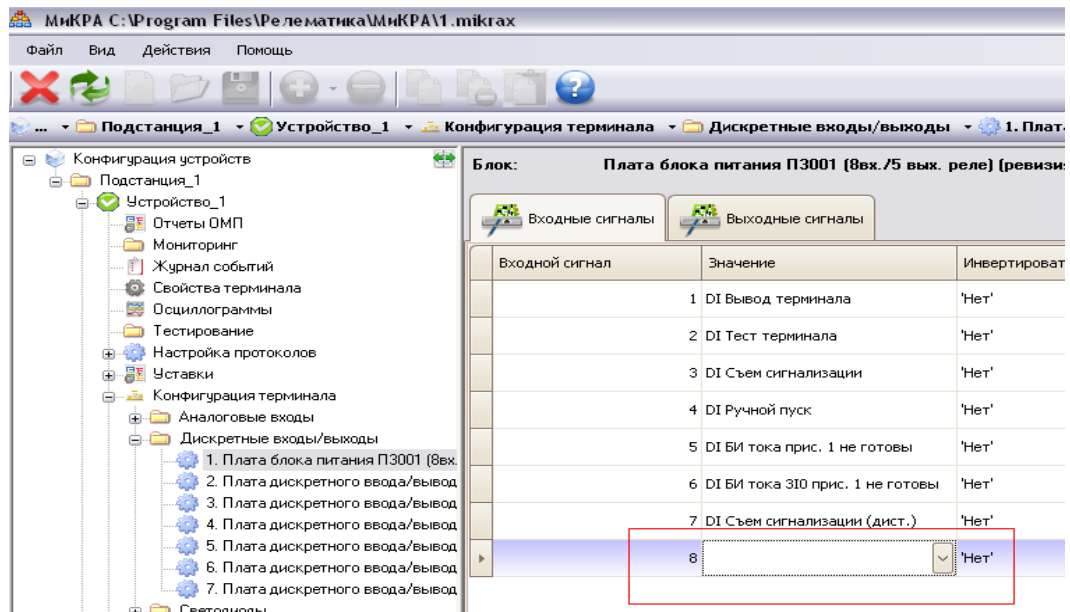 МиКРА C:\Program Files\Релематика\МиКРА\1.mikrax
Файл Вид Действия Помощь
... Подстанция_1 Устройство_1 Конфигурация терминала Дискретные входы/выходы 1. Плат
Конфигурация устройств
Подстанция_1
Устройство_1
Отчеты ОМП
Мониторинг
Журнал событий
Свойства терминала
Осциллограммы
Тестирование
Настройка протоколов
Уставки
Конфигурация терминала
Аналоговые входы
Дискретные входы/выходы
1. Плата блока питания П3001 (8вх.
2. Плата дискретного ввода/вывод
3. Плата дискретного ввода/вывод
4. Плата дискретного ввода/вывод
5. Плата дискретного ввода/вывод
6. Плата дискретного ввода/вывод
7. Плата дискретного ввода/вывод
Светодиоды
Блок: Плата блока питания П3001 (8вх./5 вых. реле) (ревизи
Входные сигналы Выходные сигналы
Входной сигнал Значение Инвертироват
1 DI Вывод терминала 'Нет'
2 DI Тест терминала 'Нет'
3 DI Съем сигнализации 'Нет'
4 DI Ручной пуск 'Нет'
5 DI БИ тока прис. 1 не готовы 'Нет'
6 DI БИ тока 3I0 прис. 1 не готовы 'Нет'
7 DI Съем сигнализации (дист.) 'Нет'
8 'Нет'